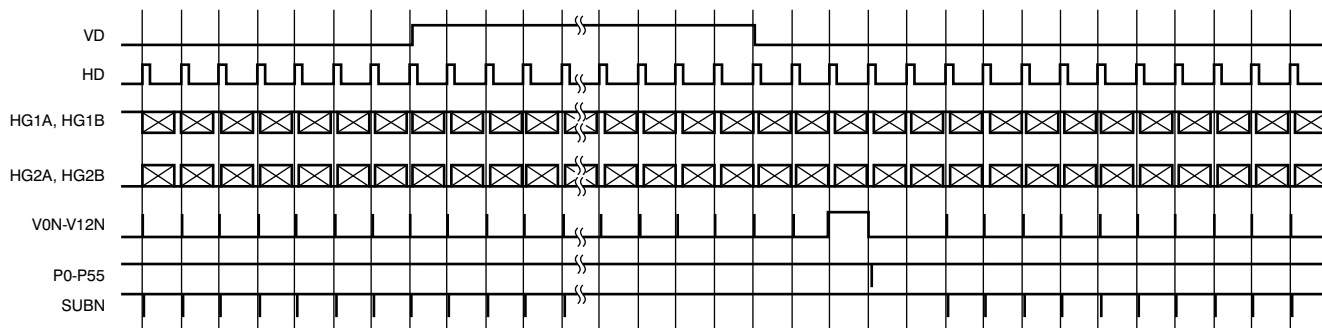 VD
HD
HG1A, HG1B
HG2A, HG2B
V0N-V12N
P0-P55
SUBN